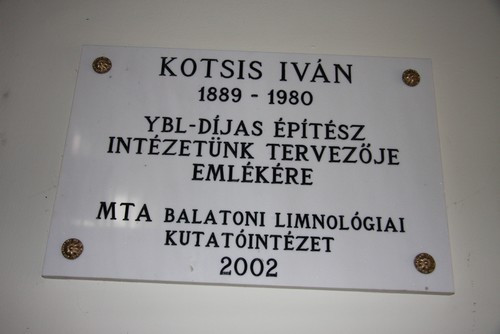 KOTSIS IVÁN
1889 - 1980
YBL-DÍJAS ÉPÍTÉSZ
INTÉZETÜNK TERVEZŐJE
EMLÉKÉRE
MTA BALATONI LIMNOLÓGIAI
KUTATÓINTÉZET
2002